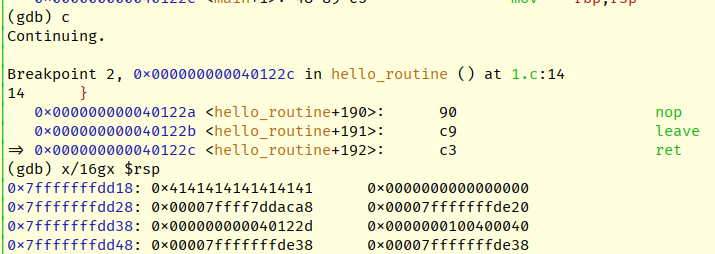 (gdb) c
Continuing.
Breakpoint 2, 0x000000000040122c in hello_routine () at 1.c:14
14 }
0x000000000040122a <hello_routine+190>: 90 nop
0x000000000040122b <hello_routine+191>: c9 leave
=> 0x000000000040122c <hello_routine+192>: c3 ret
(gdb) x/16gx $rsp
0x7fffffffdd18: 0x4141414141414141 0x0000000000000000
0x7fffffffdd28: 0x00007ffff7ddaca8 0x00007fffffffde20
0x7fffffffdd38: 0x000000000040122d 0x0000000100400040
0x7fffffffdd48: 0x00007fffffffde38 0x00007fffffffde38